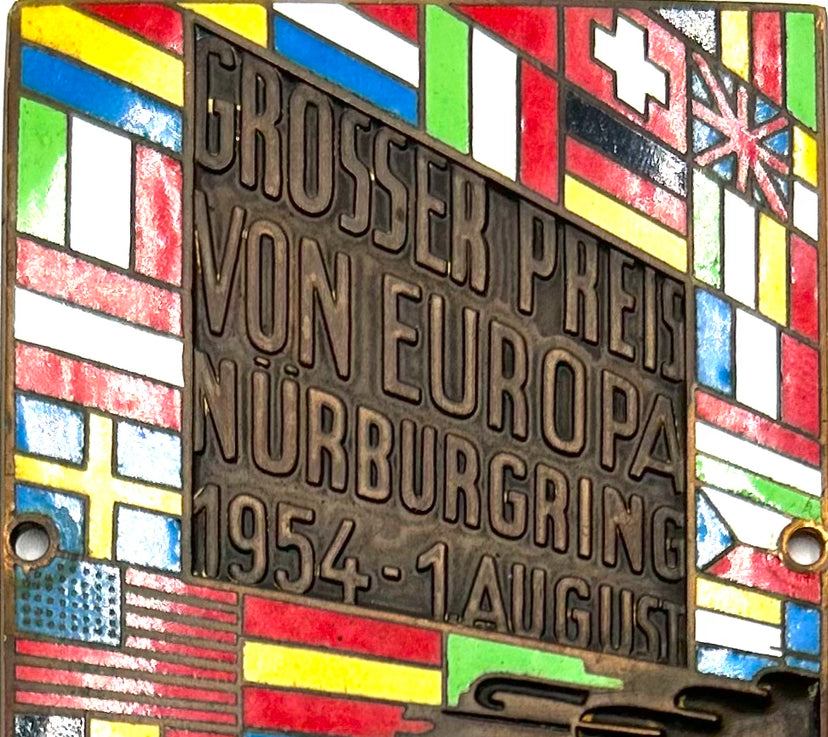 GROSSER PREIS
VON EUROPA
NÜRBURGRING
1954 - 1. AUGUST